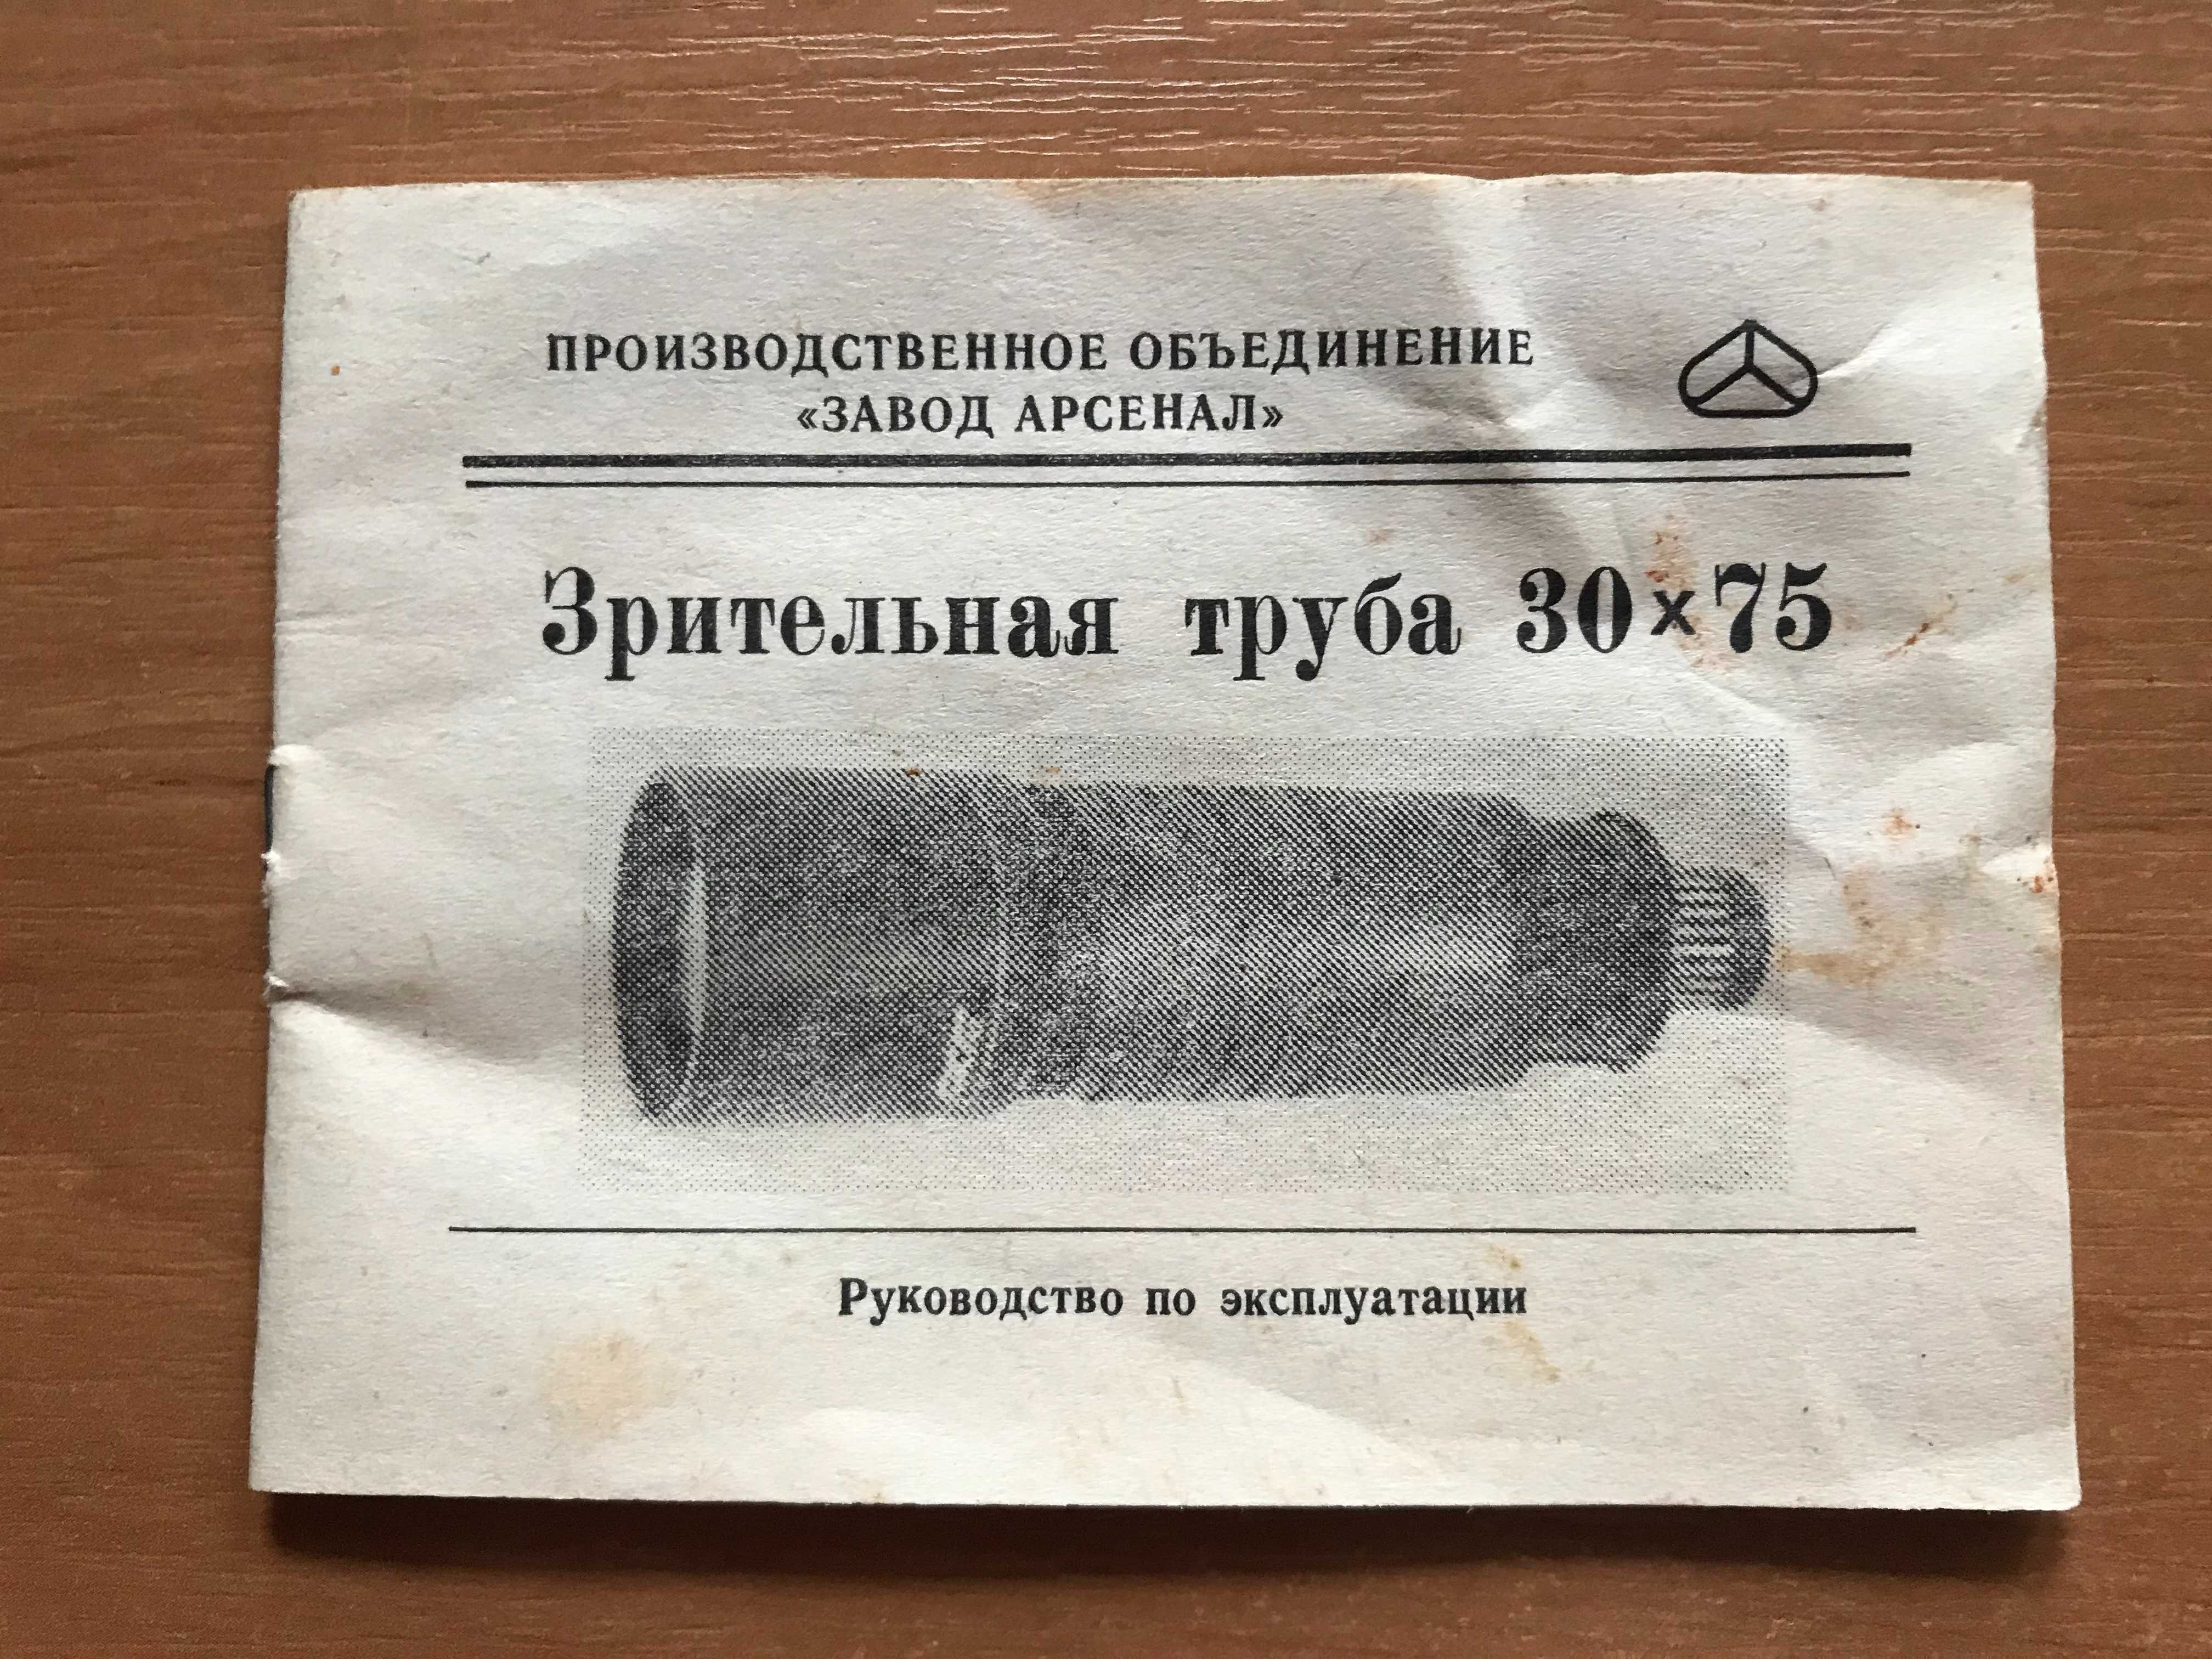 ПРОИЗВОДСТВЕННОЕ ОБЪЕДИНЕНИЕ
«ЗАВОД АРСЕНАЛ»
Зрительная труба 30×75
Руководство по эксплуатации